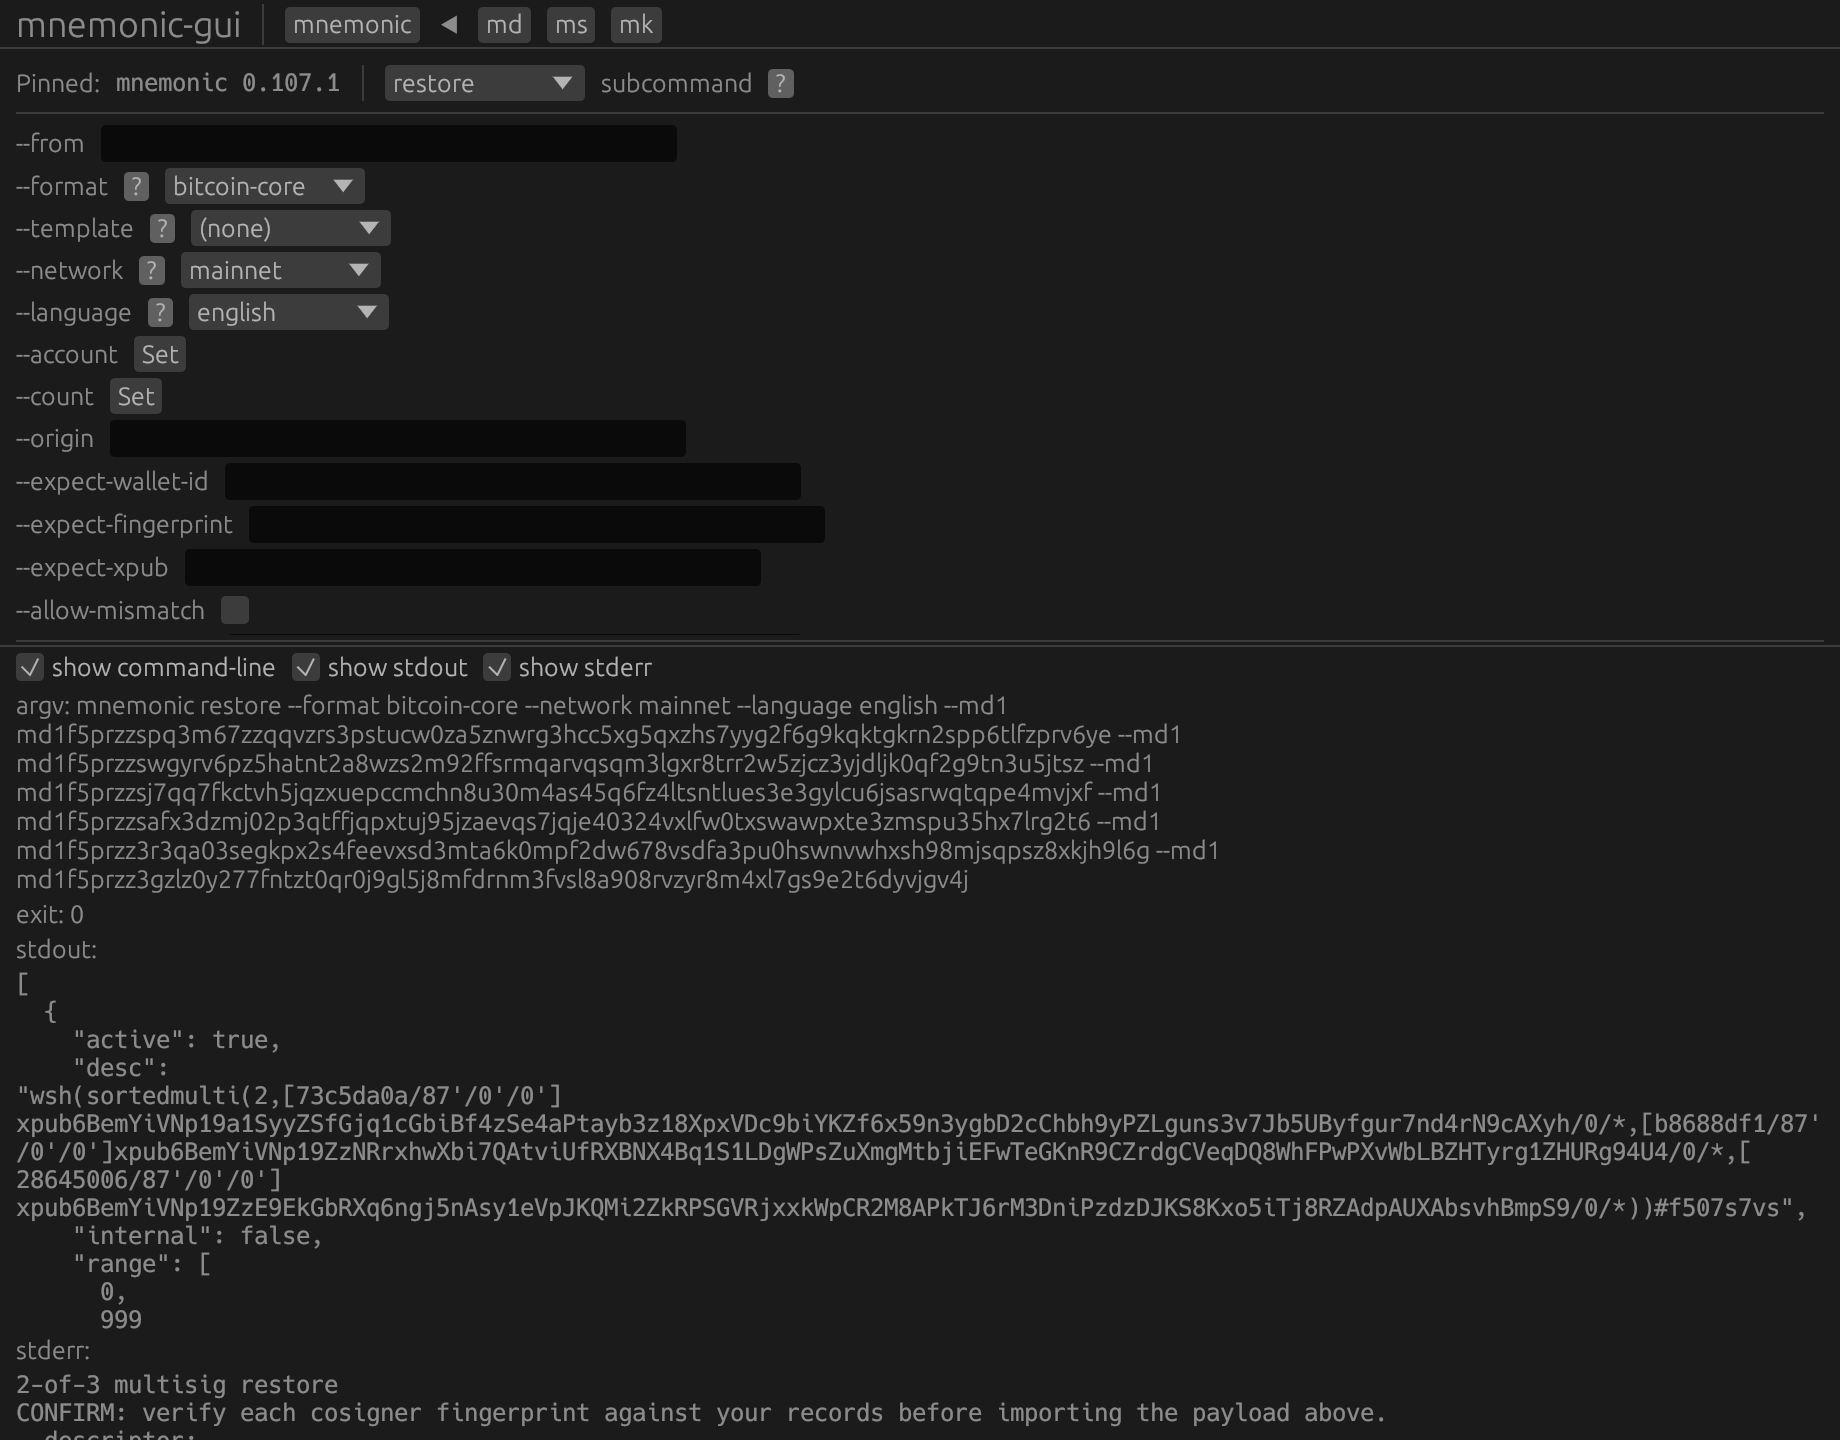 mnemonic-gui mnemonic ◀ md ms mk
Pinned: mnemonic 0.107.1 restore subcommand ?
--from
--format ? bitcoin-core
--template ? (none)
--network ? mainnet
--language ? english
--account Set
--count Set
--origin
--expect-wallet-id
--expect-fingerprint
--expect-xpub
--allow-mismatch
show command-line show stdout show stderr
argv: mnemonic restore --format bitcoin-core --network mainnet --language english --md1
md1f5przzspq3m67zzqqvzrs3pstucw0za5znwrg3hcc5xg5qxzhs7yyg2f6g9kqktgkrn2spp6tlfzprv6ye --md1
md1f5przzswgyrv6pz5hatnt2a8wzs2m92ffsrmqarvqsqm3lgxr8trr2w5zjcz3yjdljk0qf2g9tn3u5jtsz --md1
md1f5przzsj7qq7fkctvh5jqzxuepccmchn8u30m4as45q6fz4ltsntlues3e3gylcu6jsasrwqtqpe4mvjxf --md1
md1f5przzsafx3dzmj02p3qtffjqpxtuj95jzaevqs7jqje40324vxlfw0txswawpxte3zmspu35hx7lrg2t6 --md1
md1f5przz3r3qa03segkpx2s4feevxsd3mta6k0mpf2dw678vsdfa3pu0hswnvwhxsh98mjsqpsz8xkjh9l6g --md1
md1f5przz3gzlz0y277fntzt0qr0j9gl5j8mfdrnm3fvsl8a908rvzyr8m4xl7gs9e2t6dyvjgv4j
exit: 0
stdout:
[
{
"active": true,
"desc":
"wsh(sortedmulti(2,[73c5da0a/87'/0'/0']
xpub6BemYiVNp19a1SyyZSfGjq1cGbiBf4zSe4aPtayb3z18XpxVDc9biYKZf6x59n3ygbD2cChbh9yPZLguns3v7Jb5UByfgur7nd4rN9cAXyh/0/*,[b8688df1/87'
/0'/0']xpub6BemYiVNp19ZzNRrxhwXbi7QAtviUfRXBNX4Bq1S1LDgWPsZuXmgMtbjiEFwTeGKnR9CZrdgCVeqDQ8WhFPwPXvWbLBZHTyrg1ZHURg94U4/0/*,[
28645006/87'/0'/0']
xpub6BemYiVNp19ZzE9EkGbRXq6ngj5nAsy1eVpJKQMi2ZkRPSGVRjxxkWpCR2M8APkTJ6rM3DniPzdzDJKS8Kxo5iTj8RZAdpAUXAbsvhBmpS9/0/*))#f507s7vs",
"internal": false,
"range": [
0,
999
stderr:
2-of-3 multisig restore
CONFIRM: verify each cosigner fingerprint against your records before importing the payload above.
descriptor: